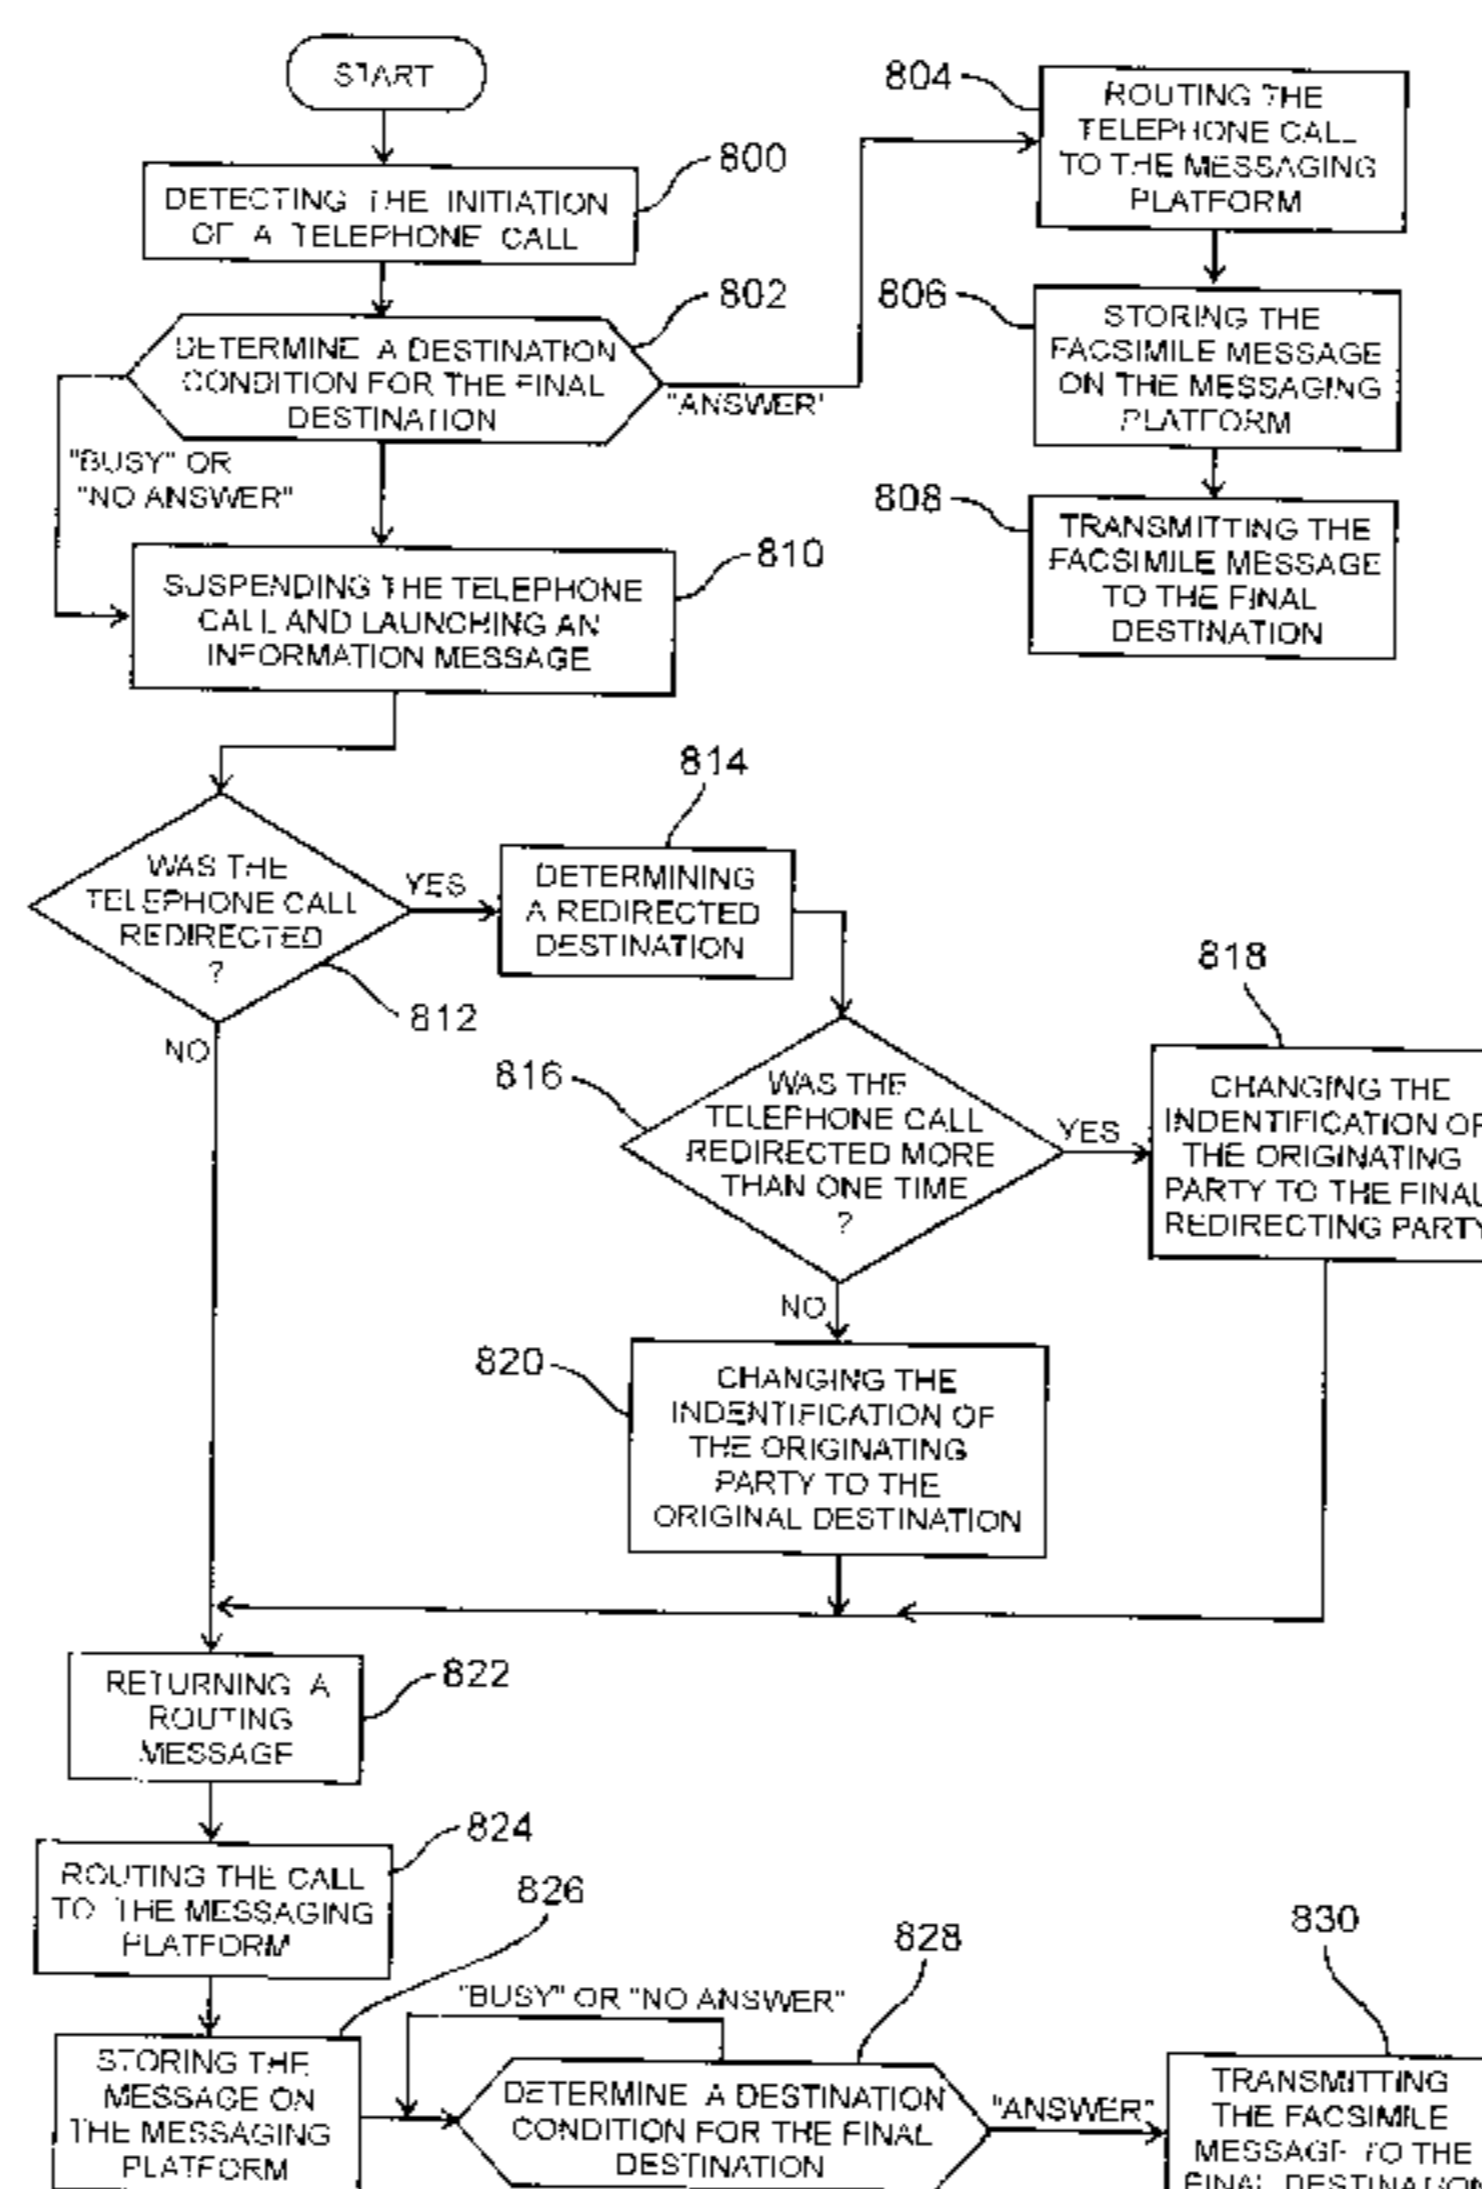 START
800
DETECTING THE INITIATION
OF A TELEPHONE CALL
802
DETERMINE A DESTINATION
CONDITION FOR THE FINAL
DESTINATION
"ANSWER"
"BUSY" OR
"NO ANSWER"
804
ROUTING THE
TELEPHONE CALL
TO THE MESSAGING
PLATFORM
806
STORING THE
FACSIMILE MESSAGE
ON THE MESSAGING
PLATFORM
808
TRANSMITTING THE
FACSIMILE MESSAGE
TO THE FINAL
DESTINATION
810
SUSPENDING THE TELEPHONE
CALL AND LAUNCHING AN
INFORMATION MESSAGE
WAS THE
TELEPHONE CALL
REDIRECTED
?
812
YES
NO
814
DETERMINING
A REDIRECTED
DESTINATION
816
WAS THE
TELEPHONE CALL
REDIRECTED MORE
THAN ONE TIME
?
YES
NO
818
CHANGING THE
INDENTIFICATION OF
THE ORIGINATING
PARTY TO THE FINAL
REDIRECTING PARTY
820
CHANGING THE
INDENTIFICATION OF
THE ORIGINATING
PARTY TO THE
ORIGINAL DESTINATION
RETURNING A
ROUTING
MESSAGE
822
824
ROUTING THE CALL
TO THE MESSAGING
PLATFORM
826
STORING THE
MESSAGE ON
THE MESSAGING
PLATFORM
"BUSY" OR "NO ANSWER"
828
DETERMINE A DESTINATION
CONDITION FOR THE FINAL
DESTINATION
"ANSWER"
830
TRANSMITTING
THE FACSIMILE
MESSAGE TO THE
FINAL DESTINATION